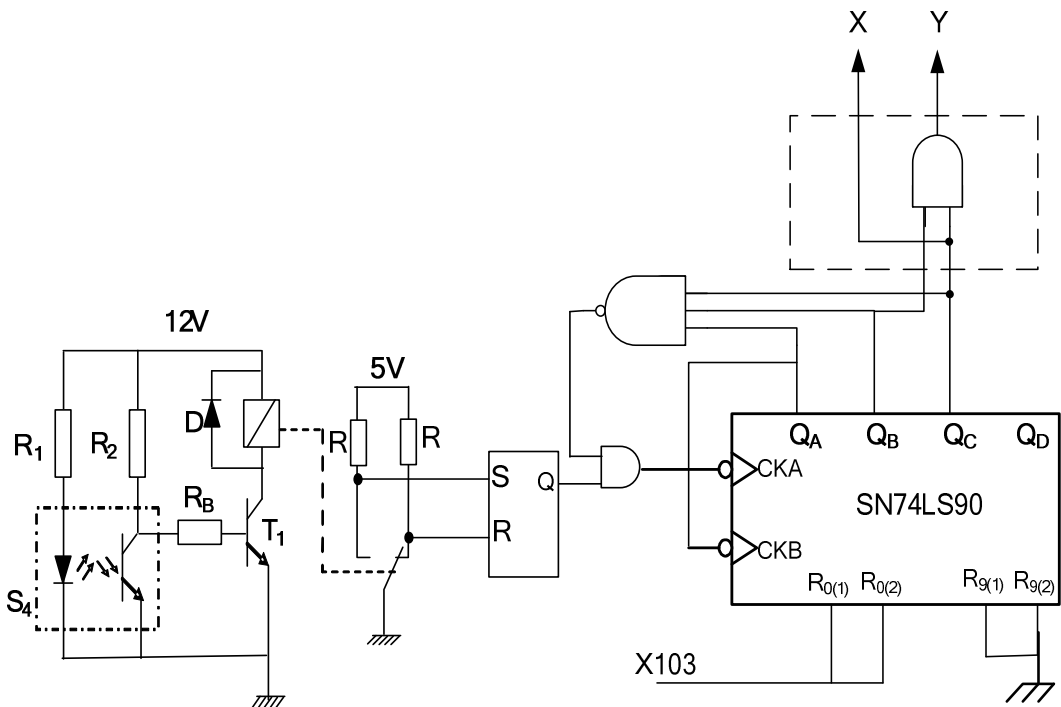 X Y
12V
5V
R1
R2
D
R
R
RB
T1
S4
S
Q
R
QA QB QC QD
CKA
SN74LS90
CKB
R0(1) R0(2) R9(1) R9(2)
X103